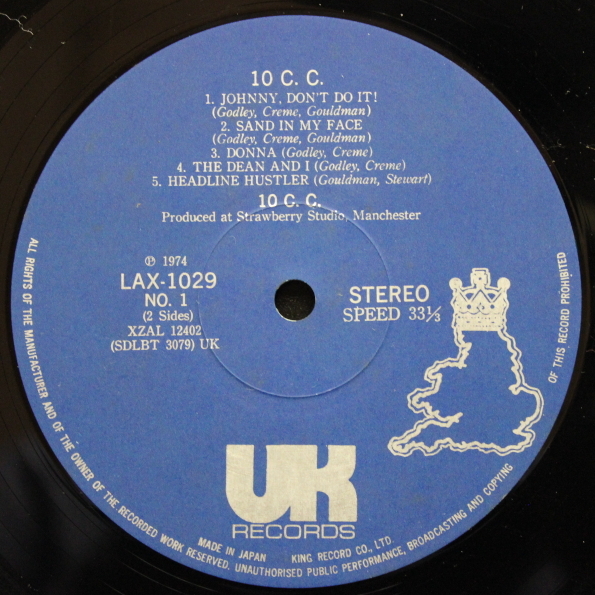 10 C. C.
1. JOHNNY, DON'T DO IT!
(Godley, Creme, Gouldman)
2. SAND IN MY FACE
(Godley, Creme, Gouldman)
3. DONNA (Godley, Creme)
4. THE DEAN AND I (Godley, Creme)
5. HEADLINE HUSTLER (Gouldman, Stewart)
10 C. C.
Produced at Strawberry Studio, Manchester
℗ 1974
LAX-1029
NO. 1
(2 Sides)
XZAL 12402
(SDLBT 3079) UK
STEREO
SPEED 33⅓
UK
RECORDS
MADE IN JAPAN KING RECORD CO., LTD.
ALL RIGHTS OF THE MANUFACTURER AND OF THE OWNER OF THE RECORDED WORK RESERVED. UNAUTHORISED PUBLIC PERFORMANCE, BROADCASTING AND COPYING OF THIS RECORD PROHIBITED